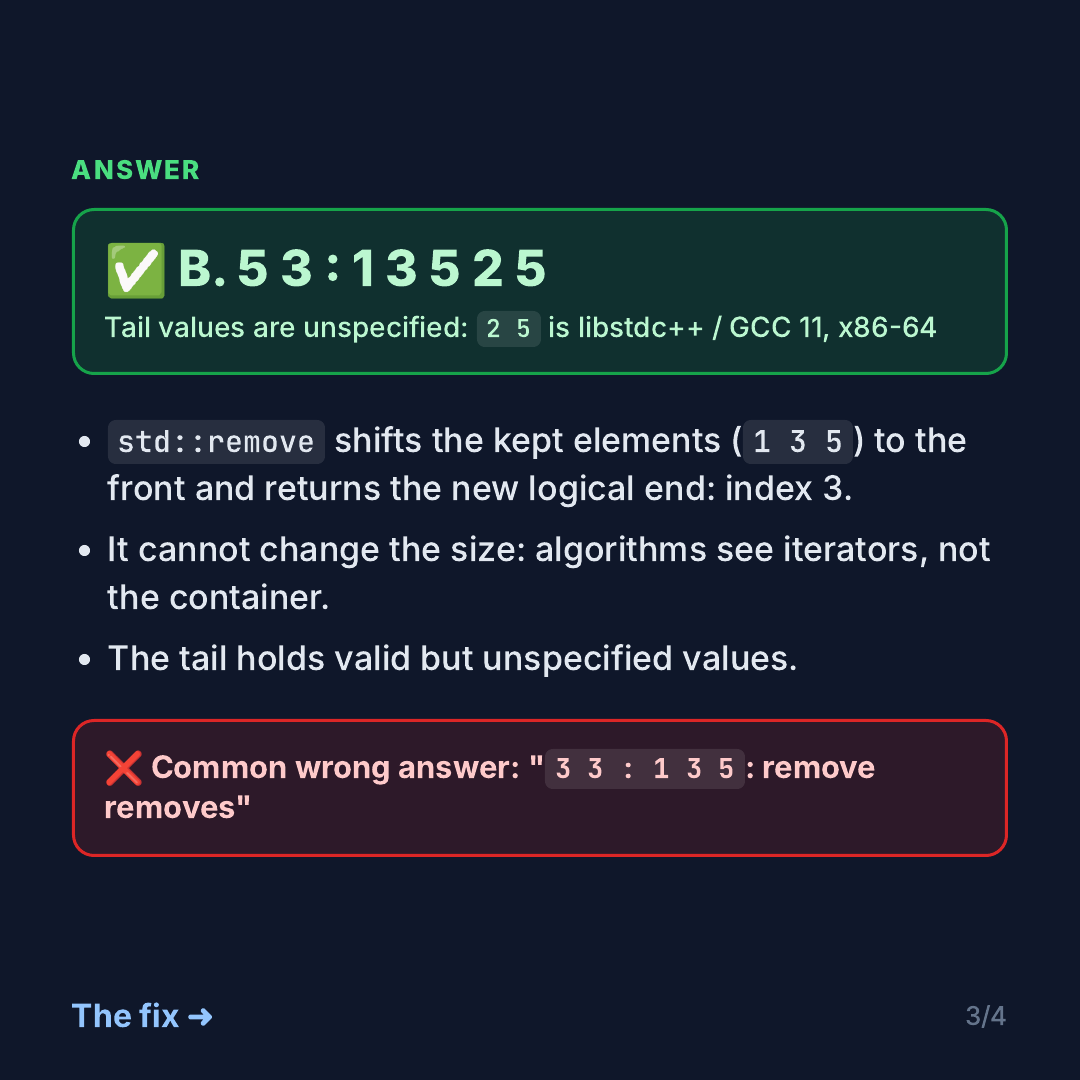 ANSWER
✅ B. 5 3 : 1 3 5 2 5
Tail values are unspecified: 2 5 is libstdc++ / GCC 11, x86-64
• std::remove shifts the kept elements (1 3 5) to the
front and returns the new logical end: index 3.
• It cannot change the size: algorithms see iterators, not
the container.
• The tail holds valid but unspecified values.
❌ Common wrong answer: "3 3 : 1 3 5: remove
removes"
The fix ➜
3/4